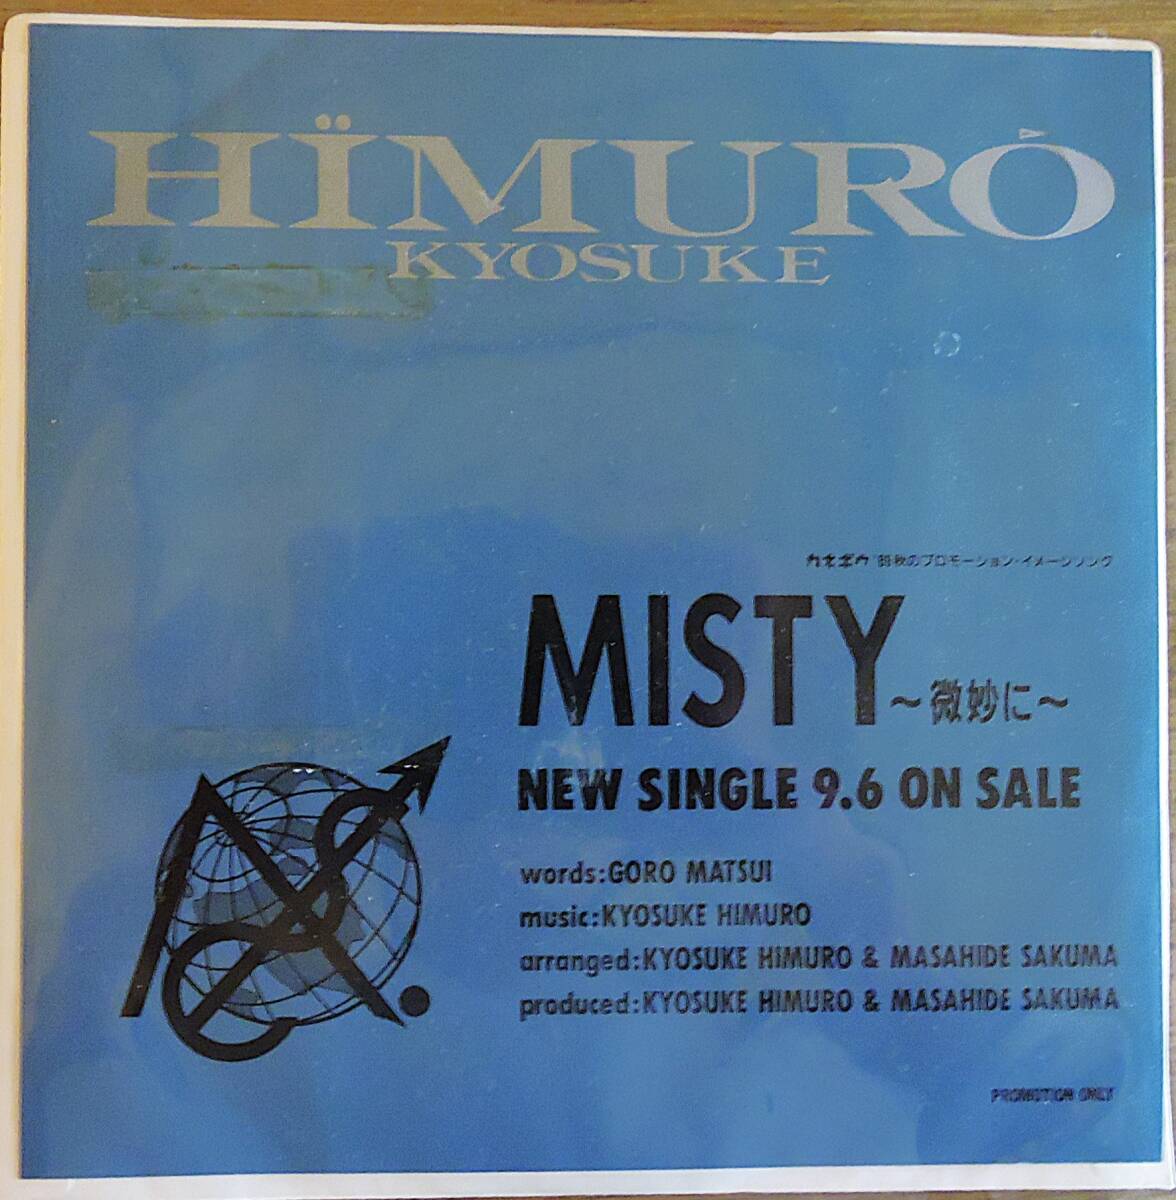 HÏMURÓ
KYOSUKE
カネボウ '89秋のプロモーション・イメージソング
MISTY～微妙に～
NEW SINGLE 9.6 ON SALE
words:GORO MATSUI
music:KYOSUKE HIMURO
arranged:KYOSUKE HIMURO & MASAHIDE SAKUMA
produced:KYOSUKE HIMURO & MASAHIDE SAKUMA
PROMOTION ONLY